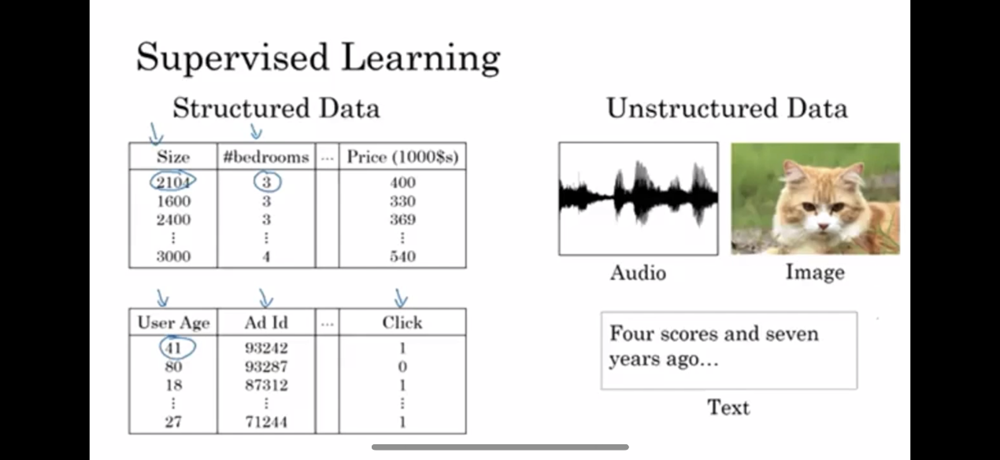 Supervised Learning
Structured Data
Size #bedrooms ... Price (1000$s)
2104 3 400
1600 3 330
2400 3 369
⋮ ⋮ ⋮
3000 4 540
User Age Ad Id ... Click
41 93242 1
80 93287 0
18 87312 1
⋮ ⋮ ⋮
27 71244 1
Unstructured Data
Audio
Image
Four scores and seven
years ago...
Text